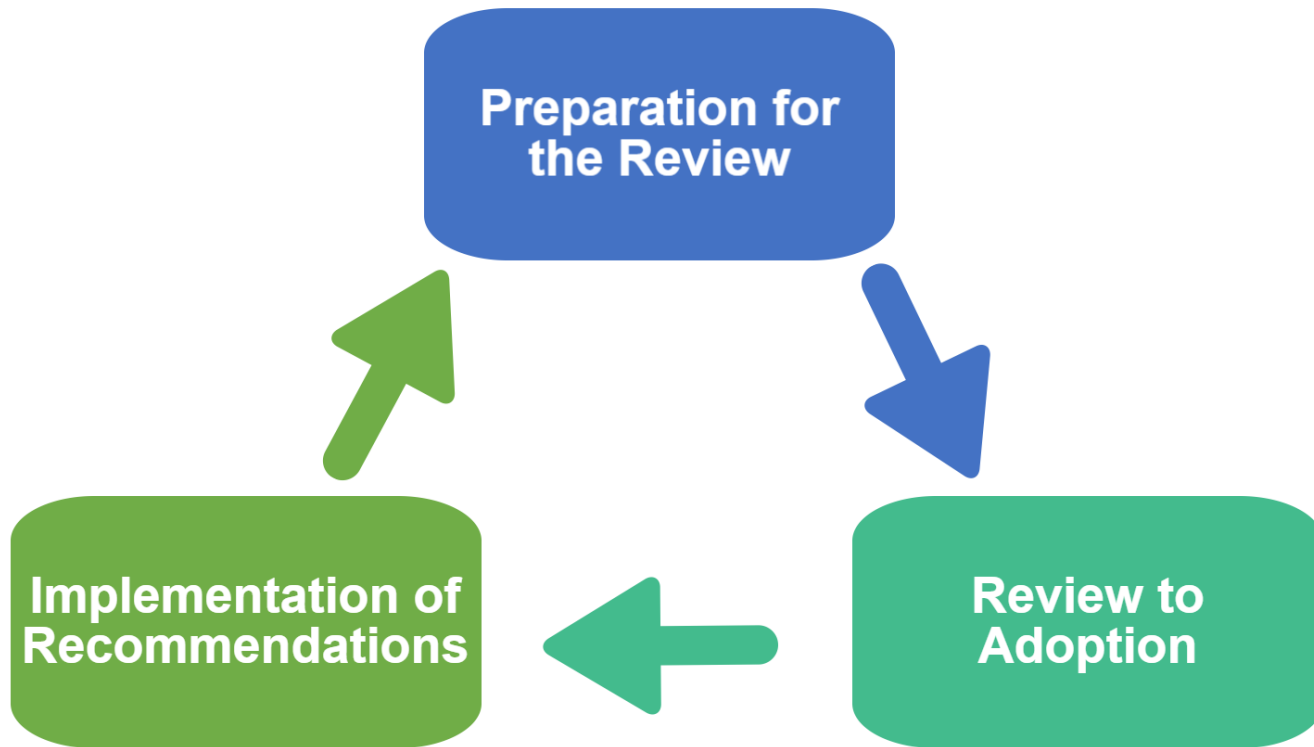 Preparation for
the Review
Review to
Adoption
Implementation of
Recommendations